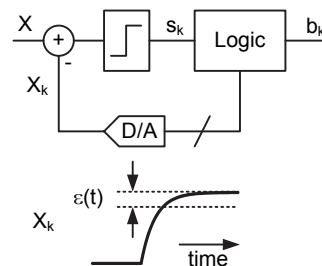 X
+
-
s_k
Logic
b_k
X_k
D/A
ε(t)
X_k
time